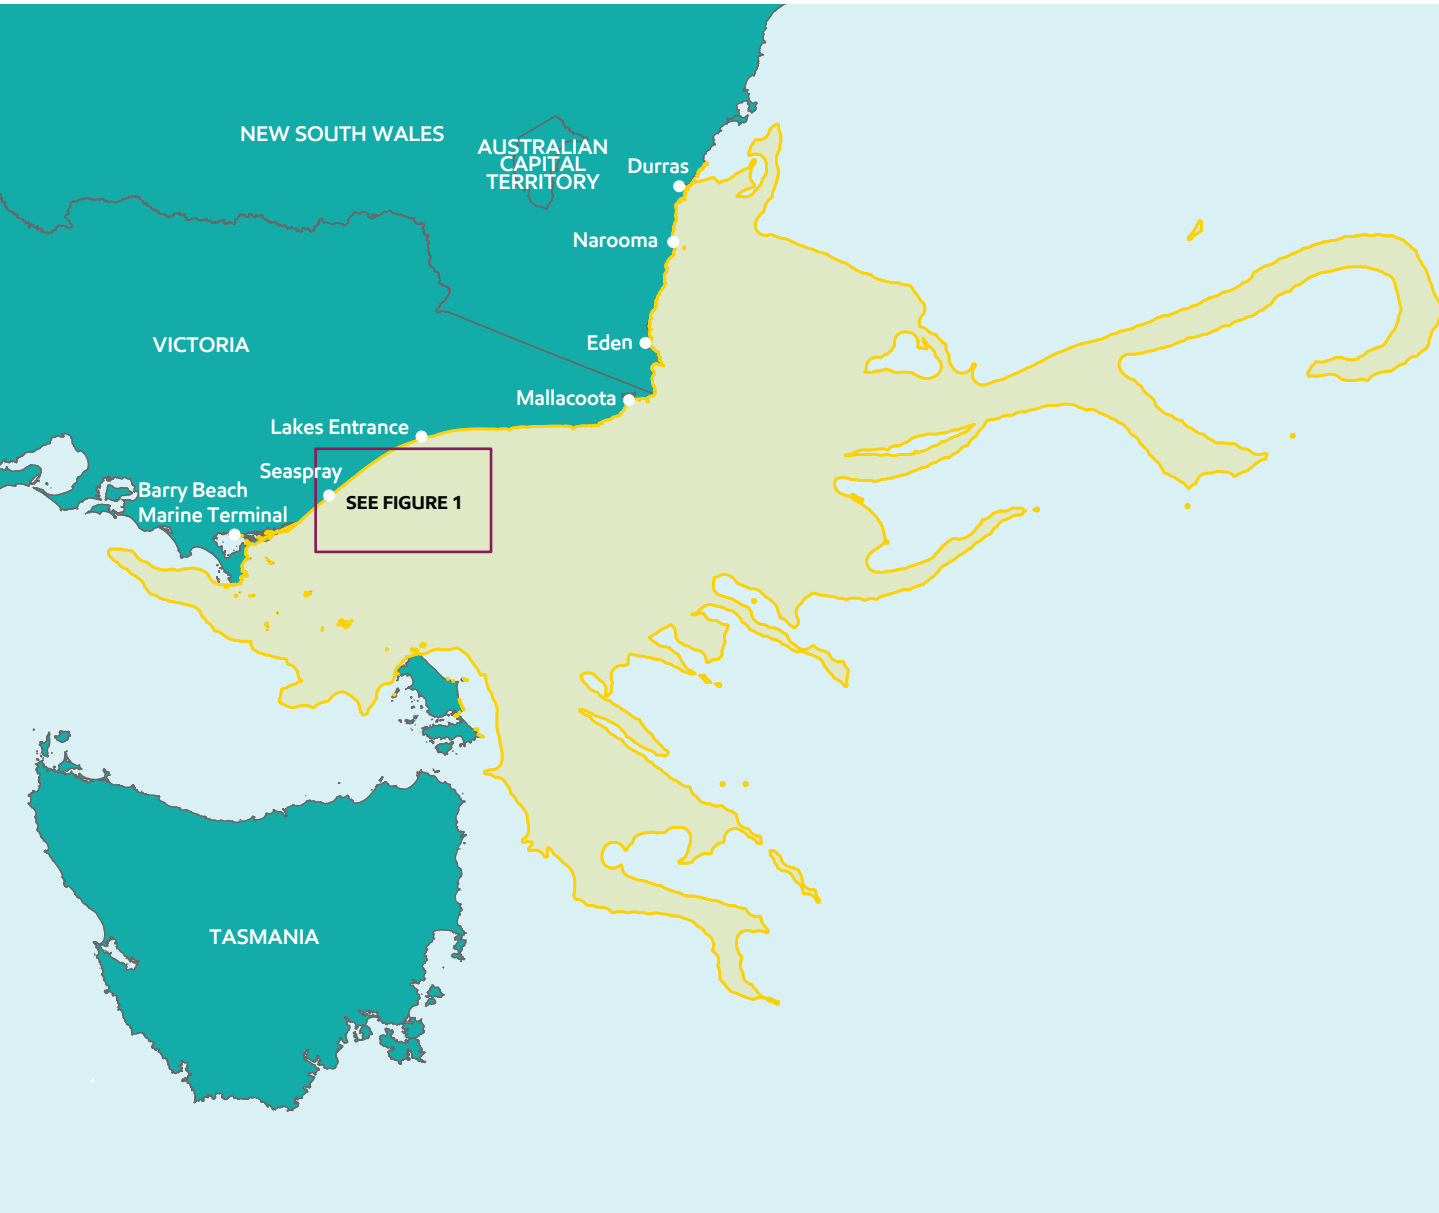 NEW SOUTH WALES
AUSTRALIAN
CAPITAL
TERRITORY
Durras
Narooma
VICTORIA
Eden
Mallacoota
Lakes Entrance
Seaspray
SEE FIGURE 1
Barry Beach
Marine Terminal
TASMANIA